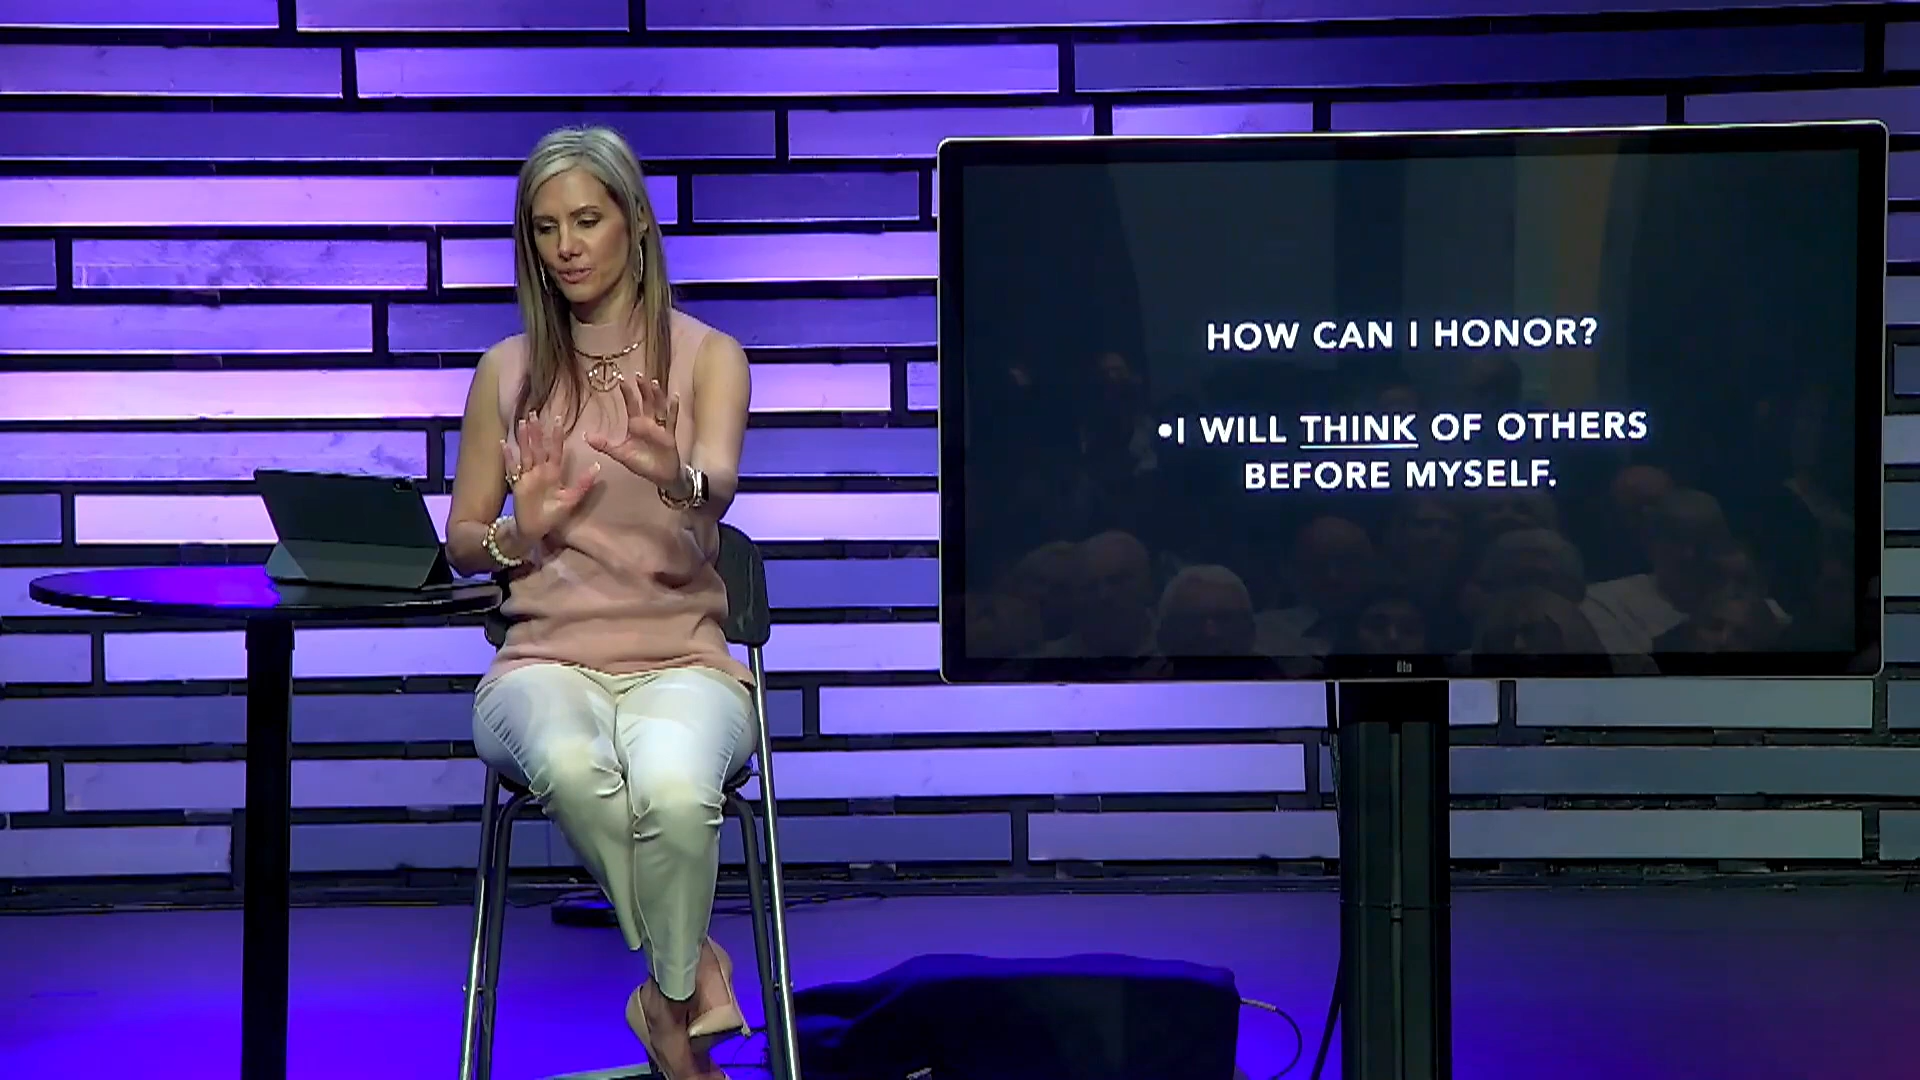 HOW CAN I HONOR?
•I WILL THINK OF OTHERS
BEFORE MYSELF.